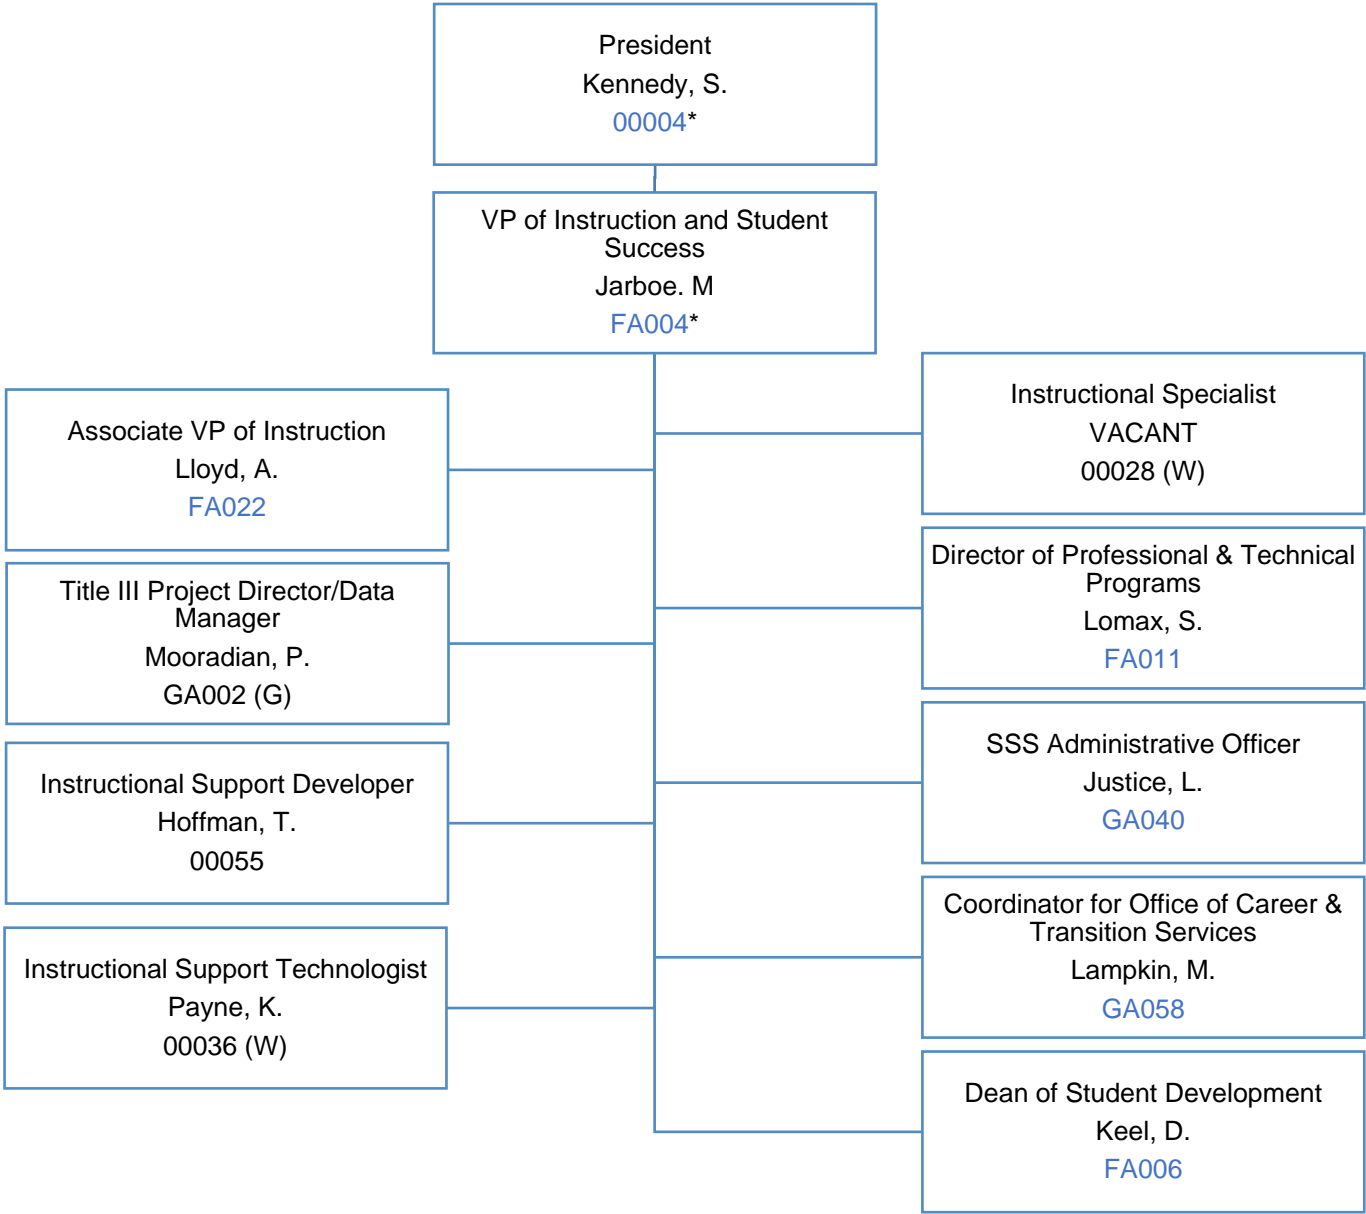 President
Kennedy, S.
00004*
VP of Instruction and Student
Success
Jarboe. M
FA004*
Associate VP of Instruction
Lloyd, A.
FA022
Title III Project Director/Data
Manager
Mooradian, P.
GA002 (G)
Instructional Support Developer
Hoffman, T.
00055
Instructional Support Technologist
Payne, K.
00036 (W)
Instructional Specialist
VACANT
00028 (W)
Director of Professional & Technical
Programs
Lomax, S.
FA011
SSS Administrative Officer
Justice, L.
GA040
Coordinator for Office of Career &
Transition Services
Lampkin, M.
GA058
Dean of Student Development
Keel, D.
FA006